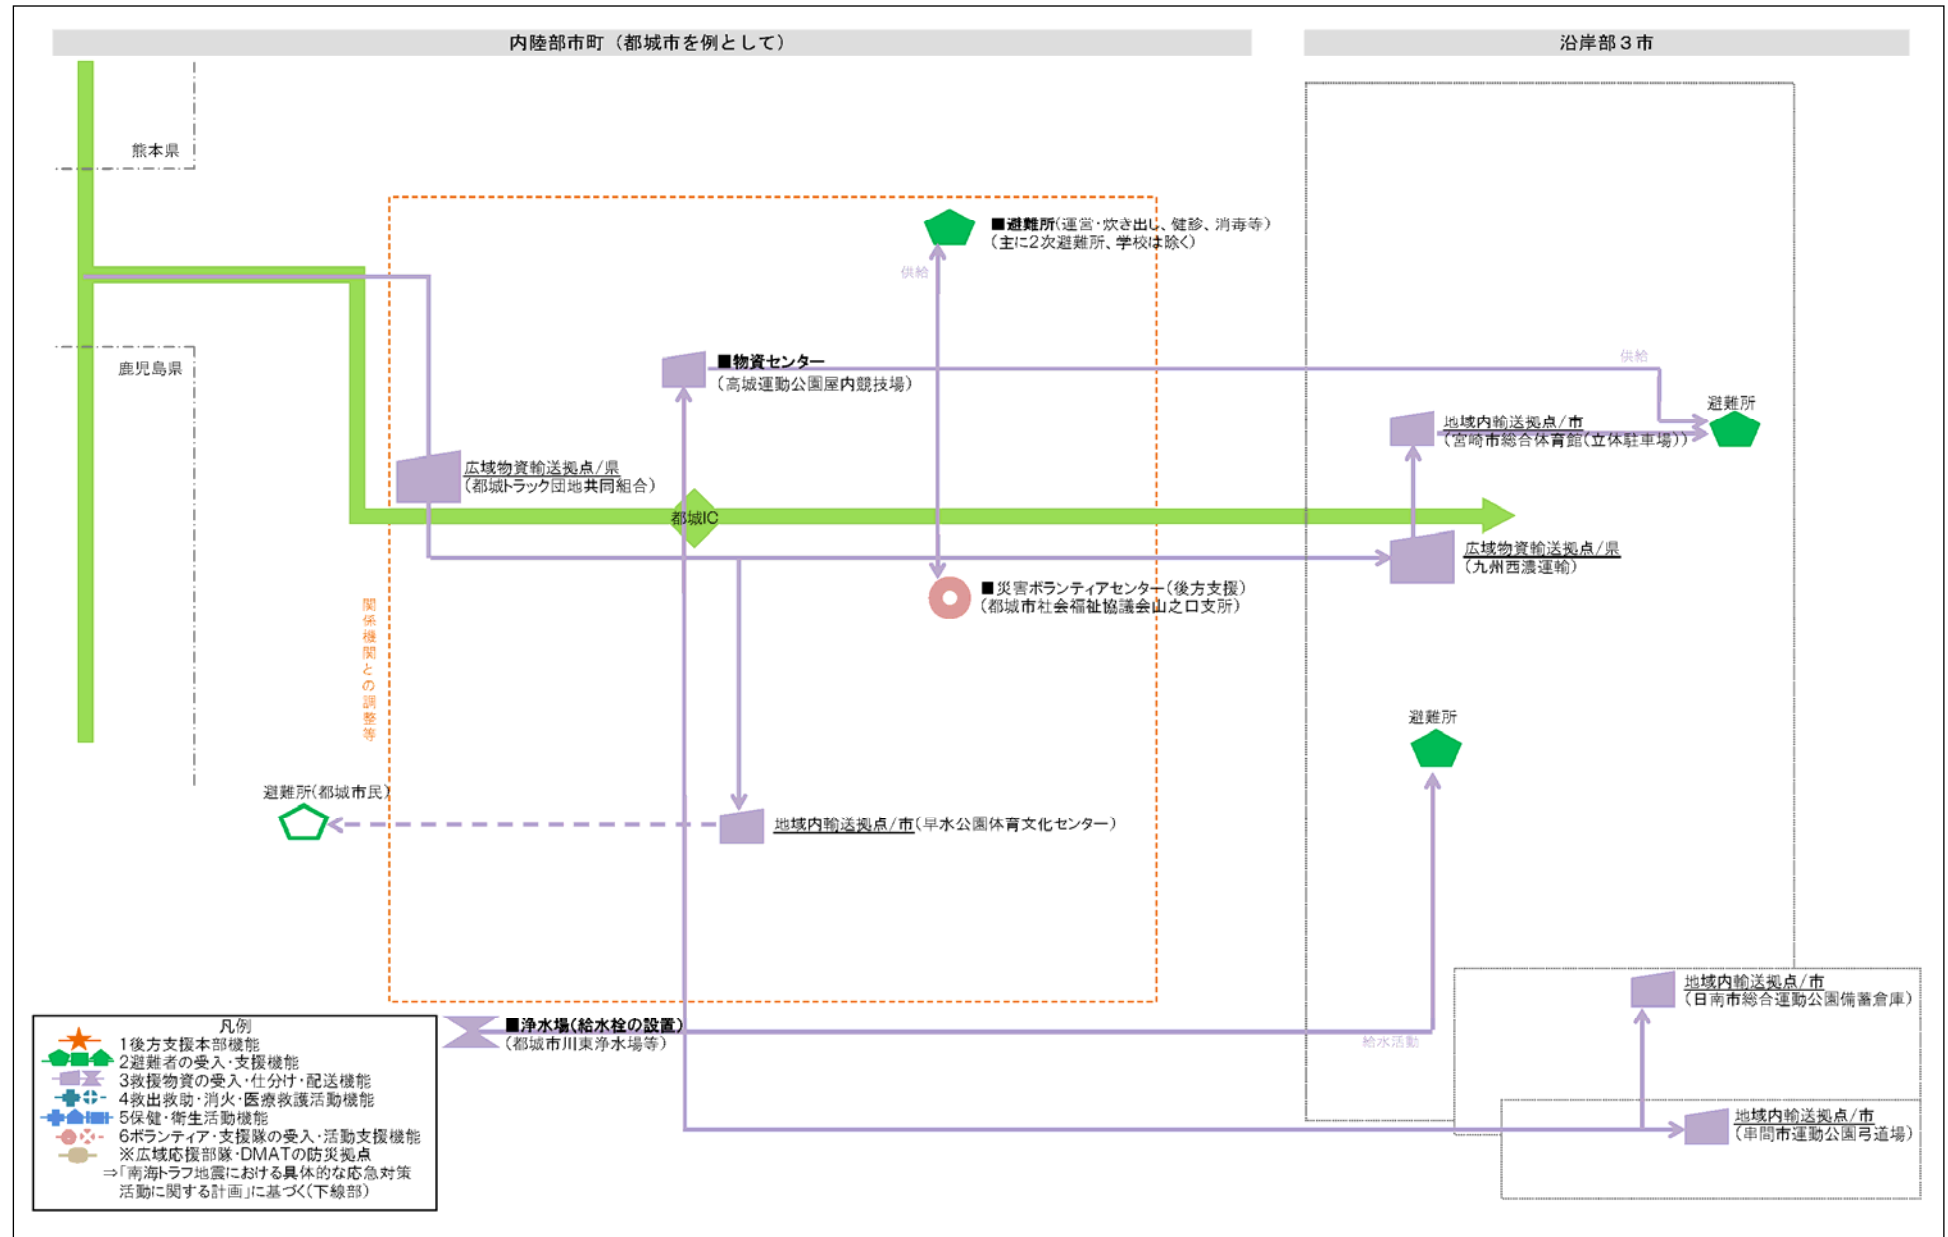 内陸部市町（都城市を例として）
沿岸部３市
熊本県
鹿児島県
■避難所(運営・炊き出し、健診、消毒等)
(主に2次避難所、学校は除く)
供給
■物資センター
(高城運動公園屋内競技場)
供給
避難所
地域内輸送拠点/市
(宮崎市総合体育館(立体駐車場))
広域物資輸送拠点/県
(都城トラック団地共同組合)
都城IC
広域物資輸送拠点/県
(九州西濃運輸)
■災害ボランティアセンター(後方支援)
(都城市社会福祉協議会山之口支所)
関係機関との調整等
避難所
避難所(都城市民)
地域内輸送拠点/市(早水公園体育文化センター)
■浄水場(給水栓の設置)
(都城市川東浄水場等)
給水活動
地域内輸送拠点/市
(日南市総合運動公園備蓄倉庫)
地域内輸送拠点/市
(串間市運動公園弓道場)
凡例
1後方支援本部機能
2避難者の受入・支援機能
3救援物資の受入・仕分け・配送機能
4救出救助・消火・医療救護活動機能
5保健・衛生活動機能
6ボランティア・支援隊の受入・活動支援機能
※広域応援部隊・DMATの防災拠点
⇒「南海トラフ地震における具体的な応急対策
活動に関する計画」に基づく(下線部)